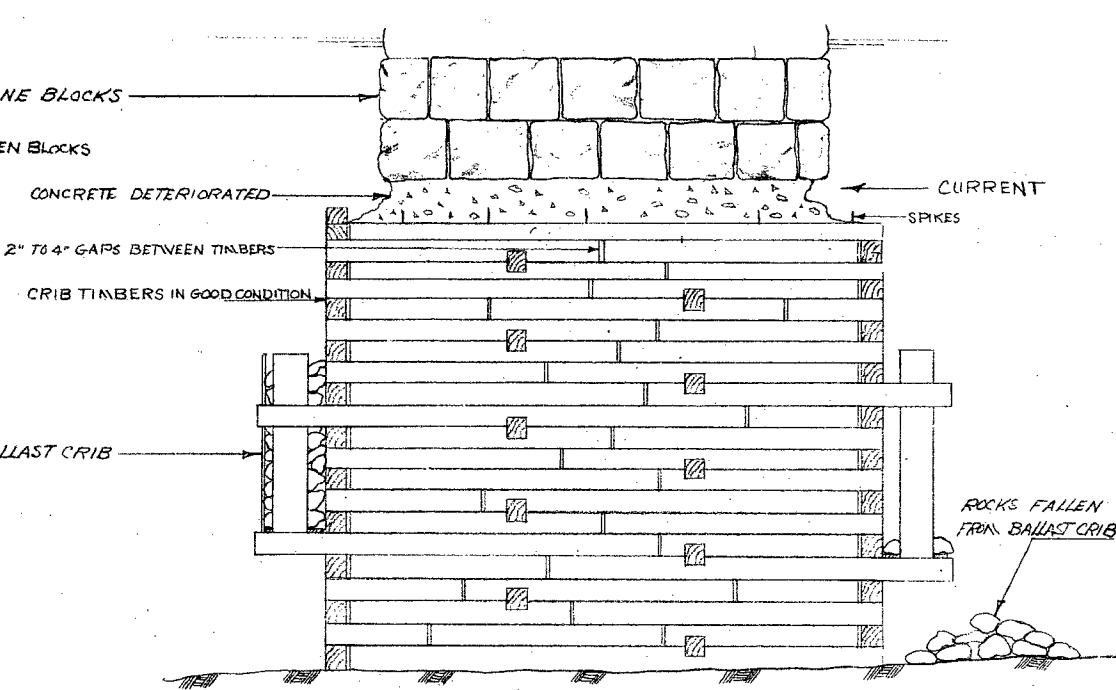 NE BLOCKS
EN BLOCKS
CONCRETE DETERIORATED
CURRENT
SPIKES
2" TO 4" GAPS BETWEEN TIMBERS
CRIB TIMBERS IN GOOD CONDITION
LLAST CRIB
ROCKS FALLEN
FROM BALLAST CRIB